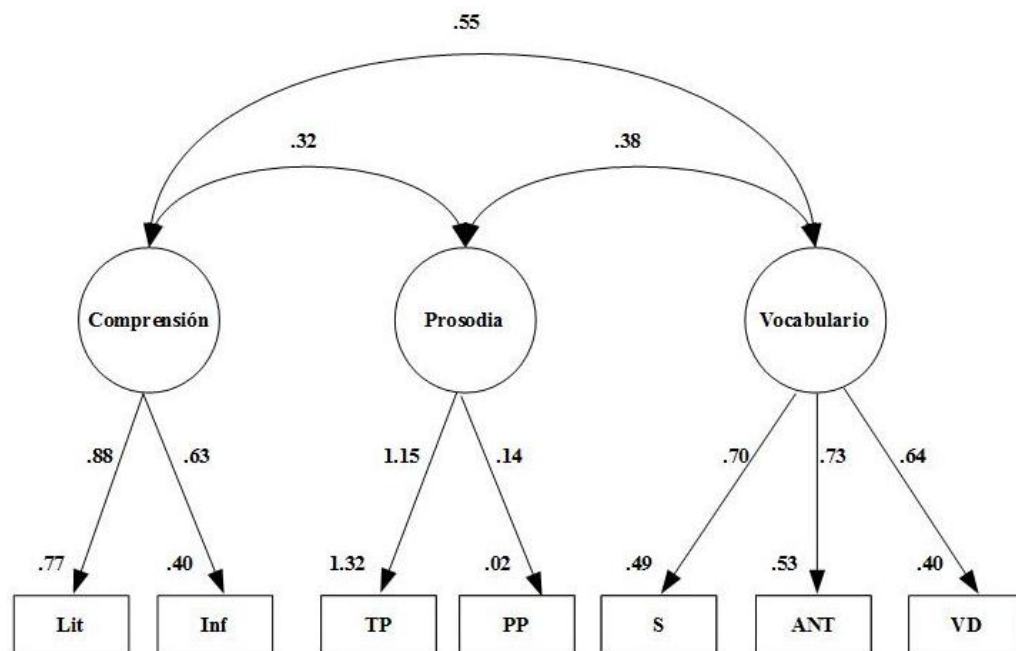 .55
.32 .38
Comprensión Prosodia Vocabulario
.88 .63 1.15 .14 .70 .73 .64
.77 .40 1.32 .02 .49 .53 .40
Lit Inf TP PP S ANT VD